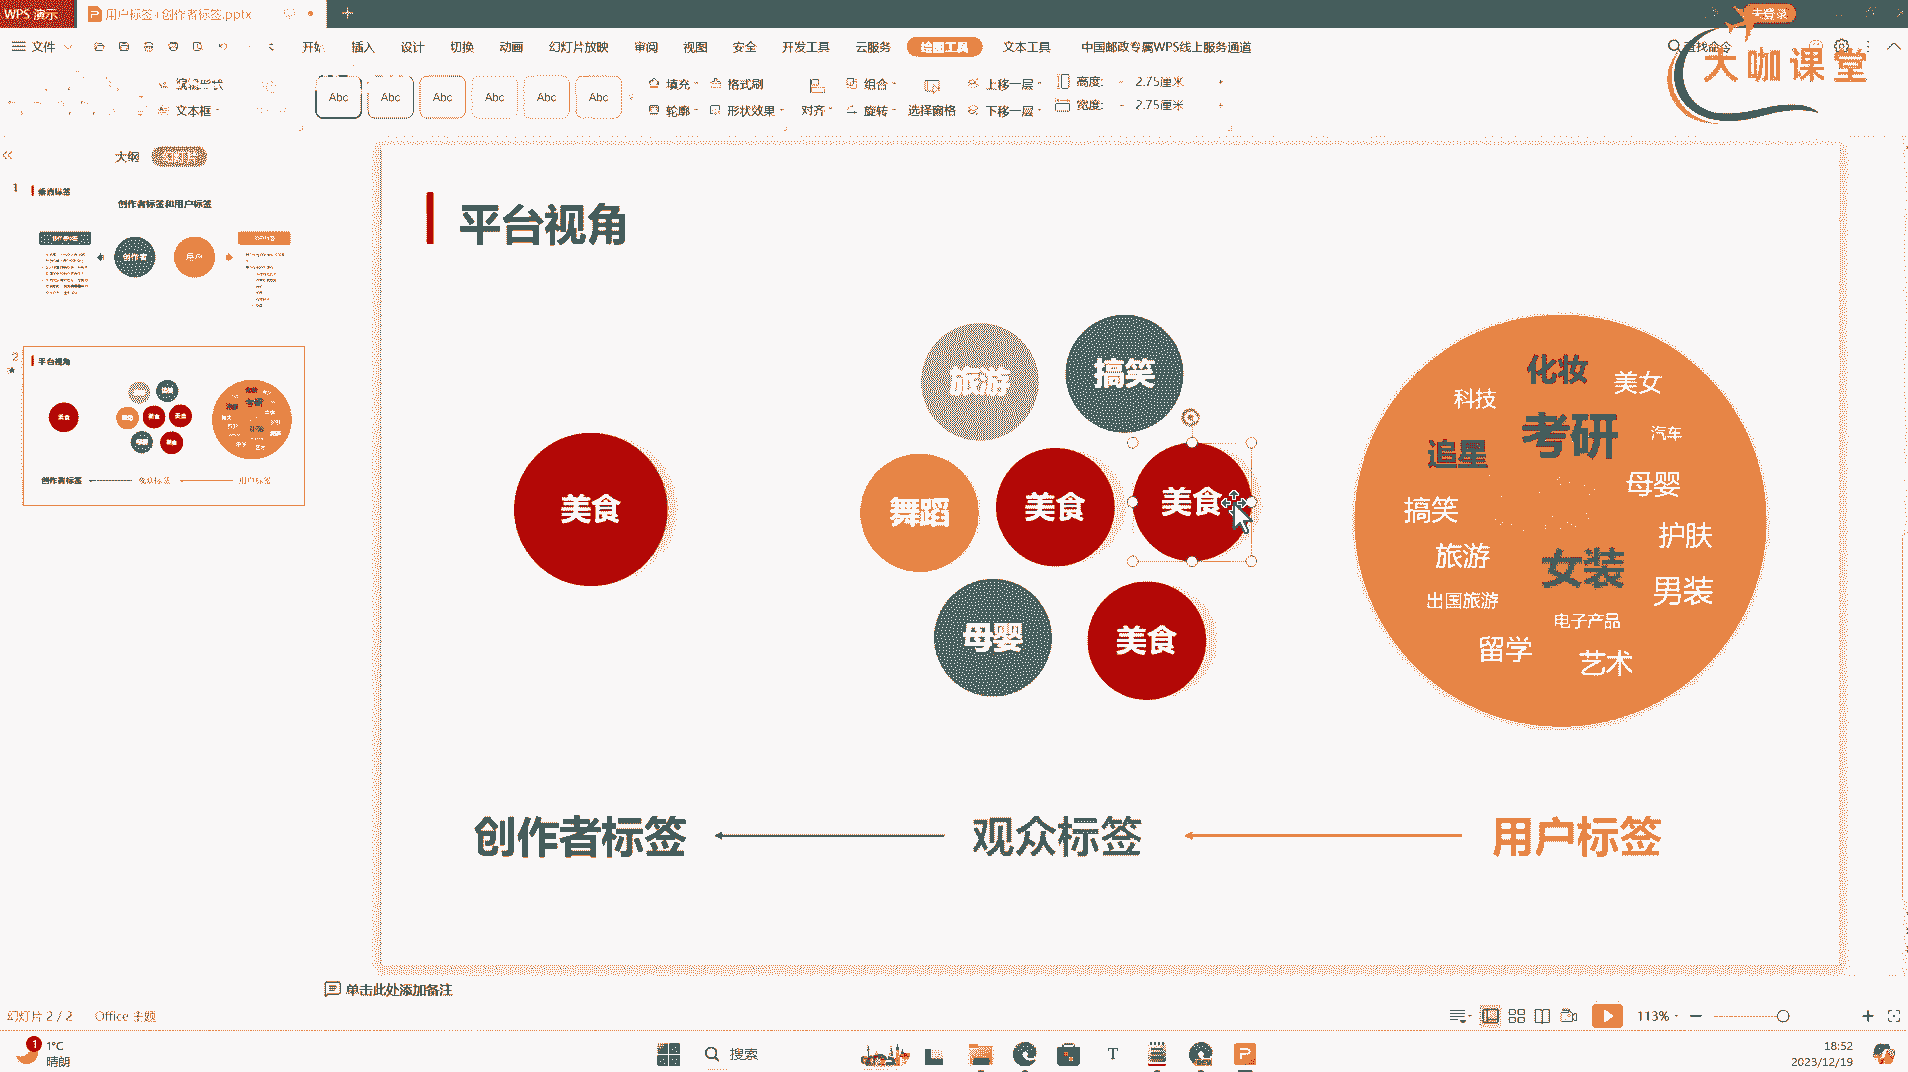 WPS 演示
用户标签+创作者标签.pptx
未登录
文件
开始
插入
设计
切换
动画
幻灯片放映
审阅
视图
安全
开发工具
云服务
绘图工具
文本工具
中国邮政专属WPS线上服务通道
查找命令
大咖课堂
编辑形状
文本框
Abc
Abc
Abc
Abc
Abc
Abc
填充
格式刷
轮廓
形状效果
对齐
组合
旋转
选择窗格
上移一层
下移一层
高度:
2.75厘米
宽度:
2.75厘米
大纲
幻灯片
1
创作者标签和用户标签
创作者
用户
2
平台视角
美食
创作者标签
观众标签
用户标签
平台视角
美食
旅游
搞笑
舞蹈
美食
美食
母婴
美食
化妆
科技
美女
考研
汽车
追星
母婴
搞笑
护肤
旅游
女装
男装
出国旅游
电子产品
留学
艺术
创作者标签
观众标签
用户标签
单击此处添加备注
幻灯片 2 / 2
Office 主题
113%
1
1°C
晴朗
搜索
18:52
2023/12/19